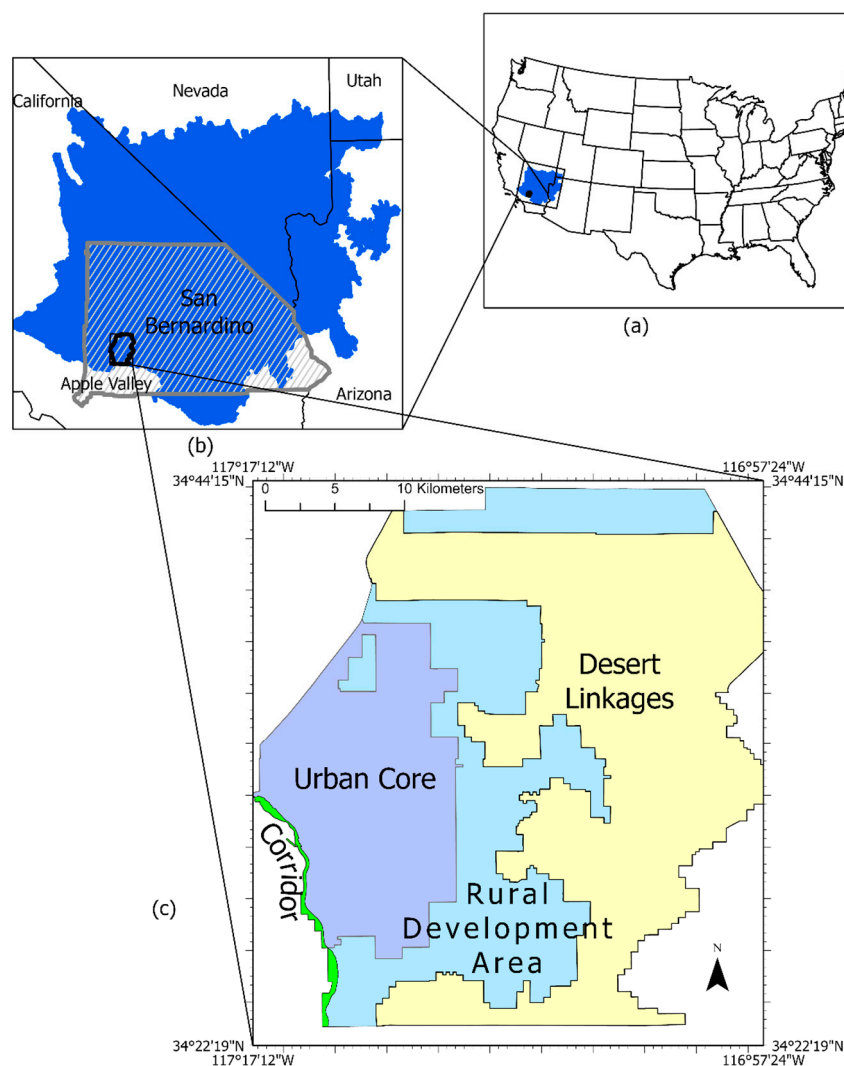 Utah
Nevada
California
San
Bernardino
Apple Valley
Arizona
(a)
(b)
117°17'12"W
116°57'24"W
34°44'15"N
34°44'15"N
0
5
10 Kilometers
Desert
Linkages
Urban Core
Corridor
(c)
Rural
Development
Area
N
34°22'19"N
34°22'19"N
117°17'12"W
116°57'24"W